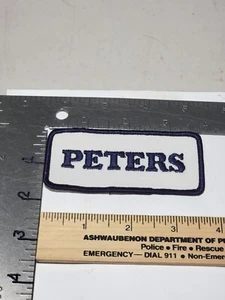 PETERS
1 2 3 4
ASHWAUBENON DEPARTMENT OF PU
Police • Fire • Rescue
EMERGENCY— DIAL 911 • Non-Emer
1
2
3
4